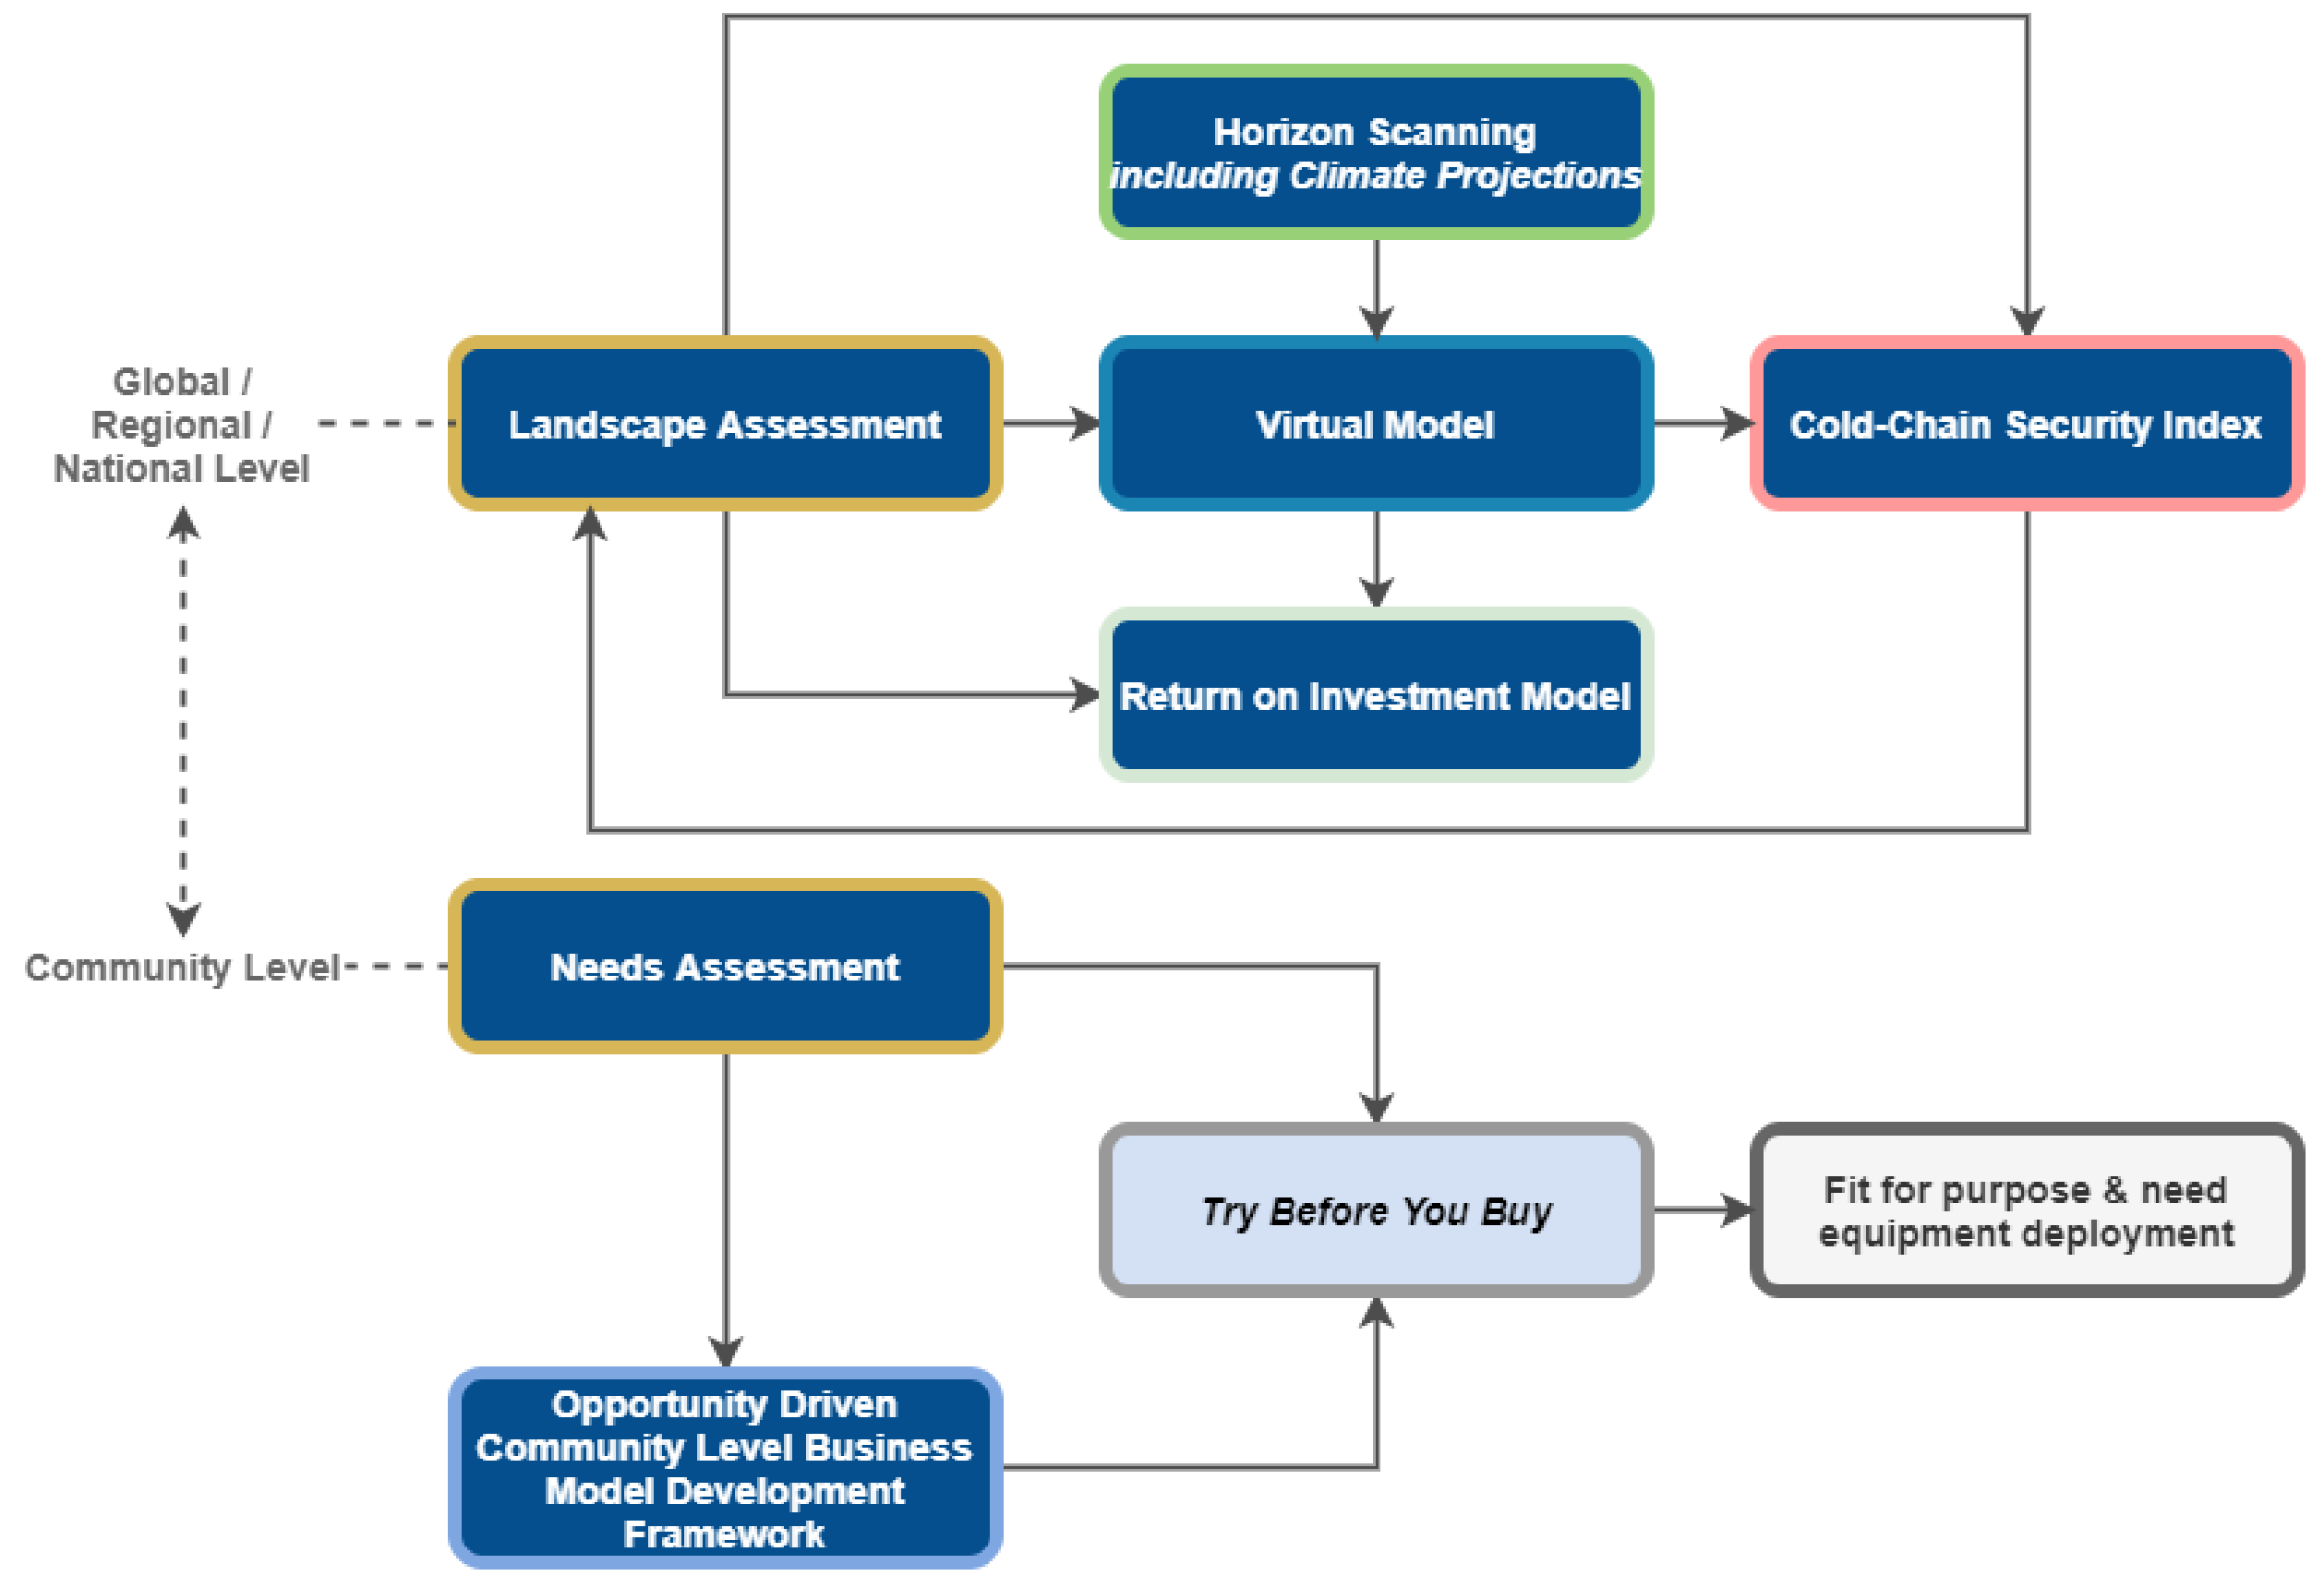 Horizon Scanning
including Climate Projections
Global /
Regional /
National Level
Landscape Assessment
Virtual Model
Cold-Chain Security Index
Return on Investment Model
Community Level
Needs Assessment
Try Before You Buy
Fit for purpose & need
equipment deployment
Opportunity Driven
Community Level Business
Model Development
Framework